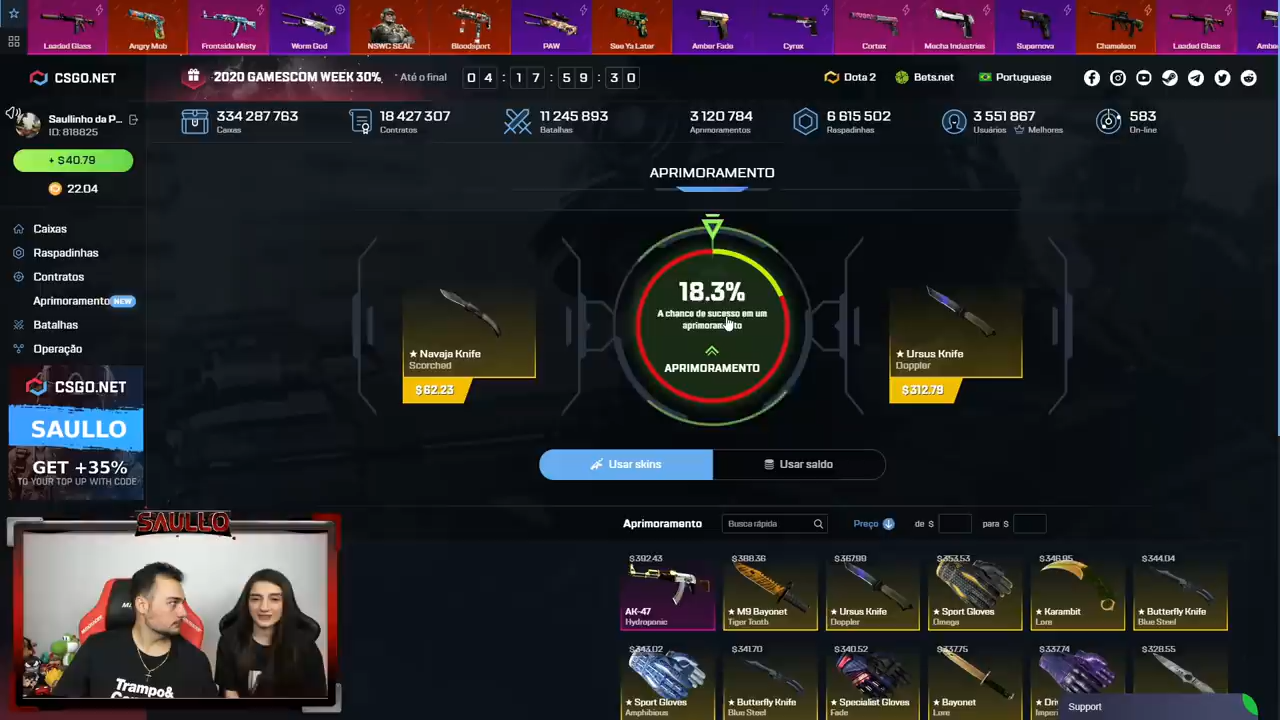 Loaded Glass
Angry Mob
Frontside Misty
Worm God
NSWC SEAL
Bloodsport
PAW
See Ya Later
Amber Fade
Cyrex
Cortex
Mecha Industries
Supernova
Chameleon
Loaded Glass
CSGO.NET
2020 GAMESCOM WEEK 30%
Até o final
0 4 : 1 7 : 5 9 : 3 0
Dota 2
Bets.net
Portuguese
Saullinho da P...
ID: 818825
334 287 763
Caixas
18 427 307
Contratos
11 245 893
Batalhas
3 120 784
Aprimoramentos
6 615 502
Raspadinhas
3 551 867
Usuários
Melhores
583
On-line
+ $40.79
22.04
Caixas
Raspadinhas
Contratos
Aprimoramento NEW
Batalhas
Operação
APRIMORAMENTO
18.3%
A chance de sucesso em um
aprimoramento
APRIMORAMENTO
★ Navaja Knife
Scorched
$62.23
★ Ursus Knife
Doppler
$312.79
CSGO.NET
SAULLO
GET +35%
TO YOUR TOP UP WITH CODE
Usar skins
Usar saldo
Aprimoramento
Busca rápida
Preço
de $
para $
$392.43
AK-47
Hydroponic
$388.36
★ M9 Bayonet
Tiger Tooth
$367.99
★ Ursus Knife
Doppler
$353.53
★ Sport Gloves
Omega
$346.95
★ Karambit
Lore
$344.04
★ Butterfly Knife
Blue Steel
$343.02
★ Sport Gloves
Amphibious
$341.70
★ Butterfly Knife
Blue Steel
$340.52
★ Specialist Gloves
Fade
$337.75
★ Bayonet
Lore
$337.74
$328.55
Support
SAULLO
Trampo&